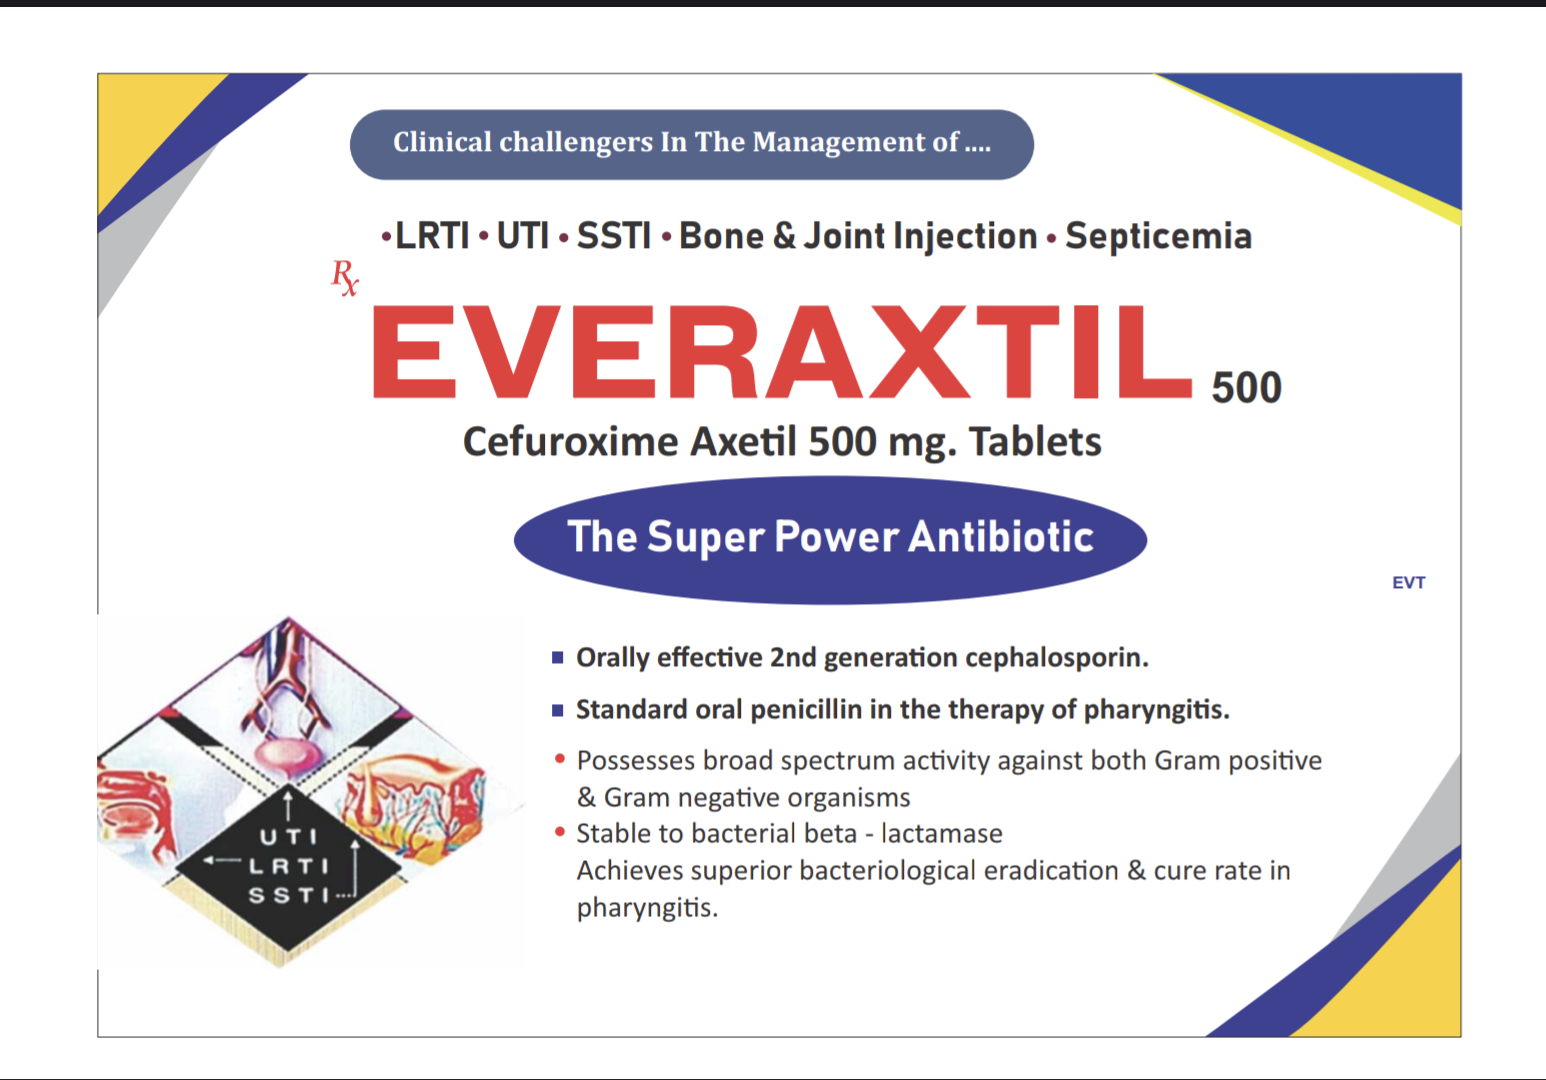 Clinical challengers In The Management of ....
•LRTI • UTI • SSTI • Bone & Joint Injection • Septicemia
Rx
EVERAXTIL 500
Cefuroxime Axetil 500 mg. Tablets
The Super Power Antibiotic
EVT
■ Orally effective 2nd generation cephalosporin.
■ Standard oral penicillin in the therapy of pharyngitis.
• Possesses broad spectrum activity against both Gram positive
& Gram negative organisms
• Stable to bacterial beta - lactamase
Achieves superior bacteriological eradication & cure rate in
pharyngitis.
UTI
LRTI
SSTI